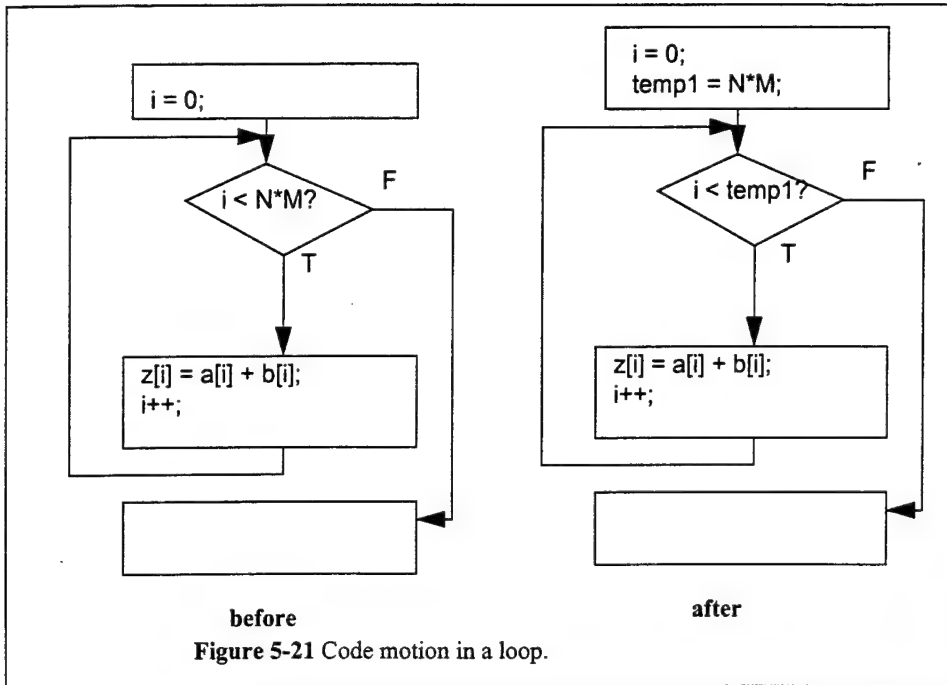 i = 0;
i < N*M?
F
T
z[i] = a[i] + b[i];
i++;
before
i = 0;
temp1 = N*M;
i < temp1?
F
T
z[i] = a[i] + b[i];
i++;
after
Figure 5-21 Code motion in a loop.